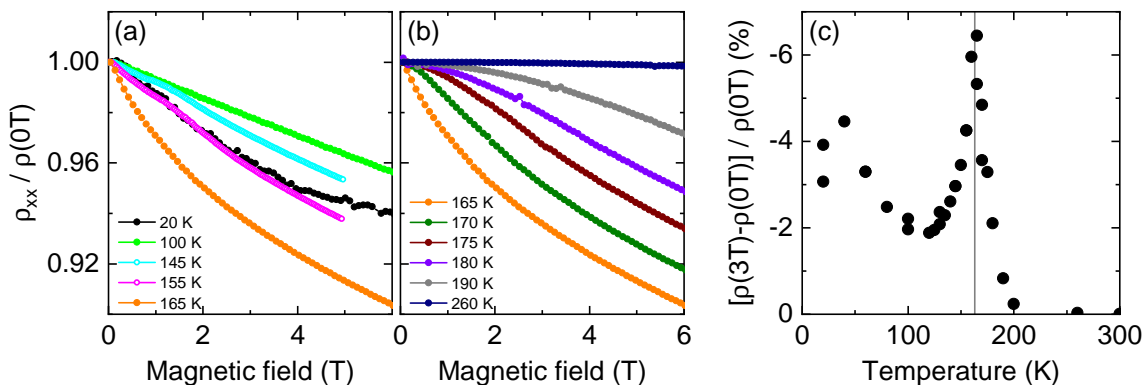 (a)
(b)
(c)
ρxx / ρ(0T)
1.00
0.96
0.92
20 K
100 K
145 K
155 K
165 K
0 2 4
Magnetic field (T)
165 K
170 K
175 K
180 K
190 K
260 K
0 2 4 6
Magnetic field (T)
[ρ(3T)-ρ(0T)] / ρ(0T) (%)
-6
-4
-2
0
0 100 200 300
Temperature (K)